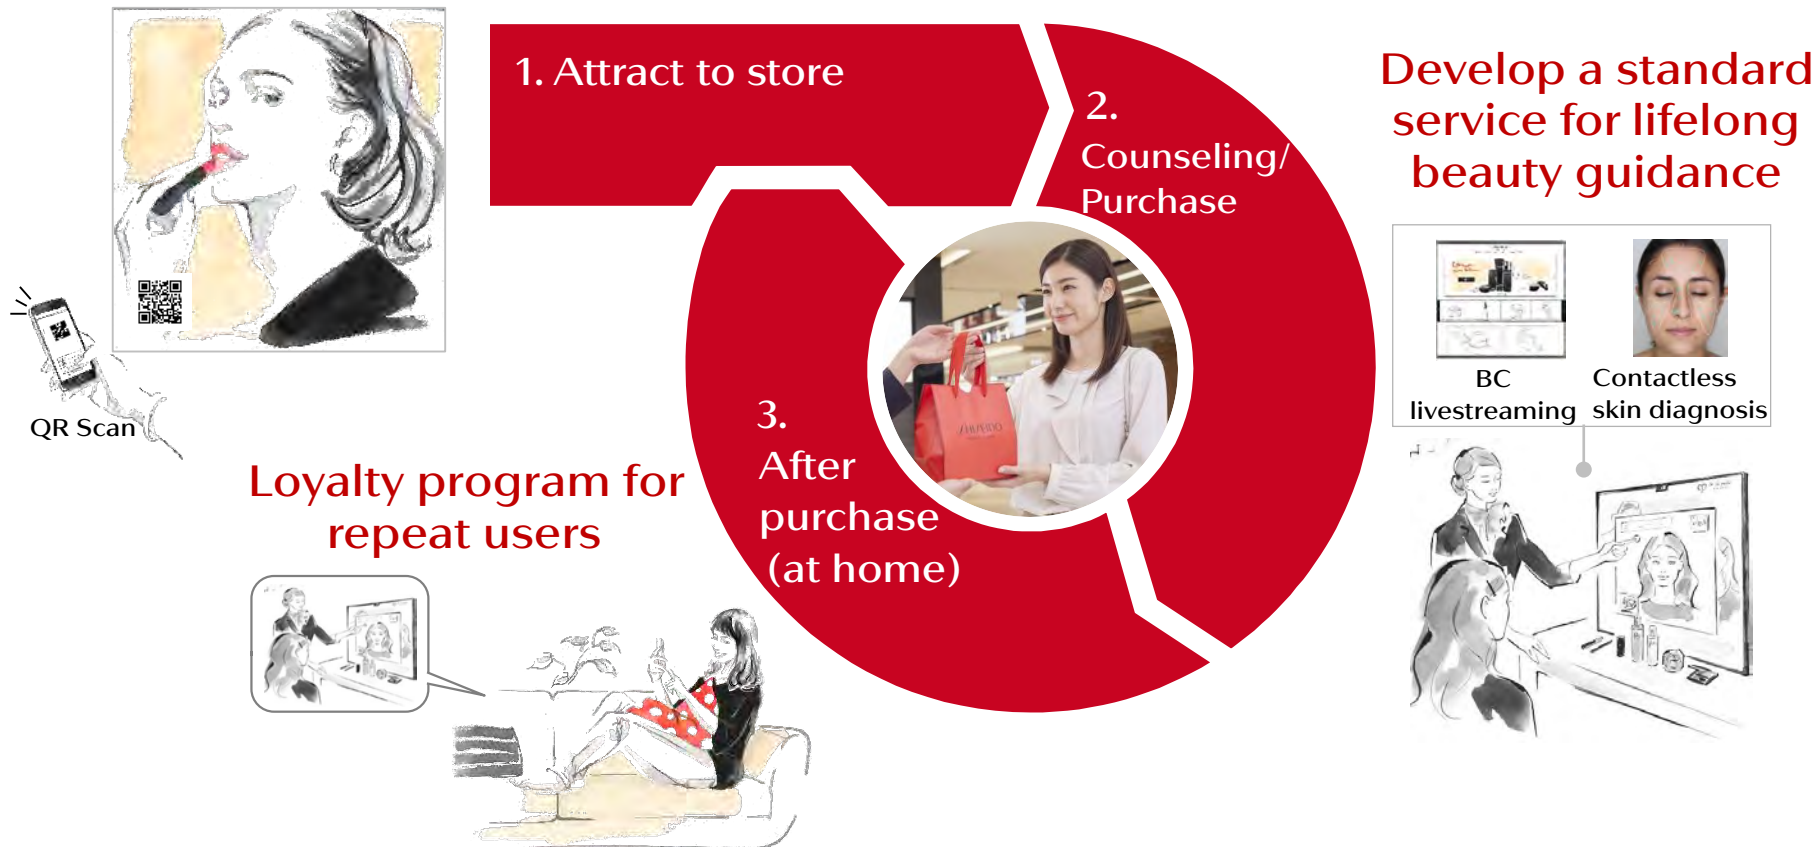 1. Attract to store
2.
Counseling/
Purchase
Develop a standard
service for lifelong
beauty guidance
BC
livestreaming
Contactless
skin diagnosis
QR Scan
Loyalty program for
repeat users
3.
After
purchase
(at home)
SHISEIDO